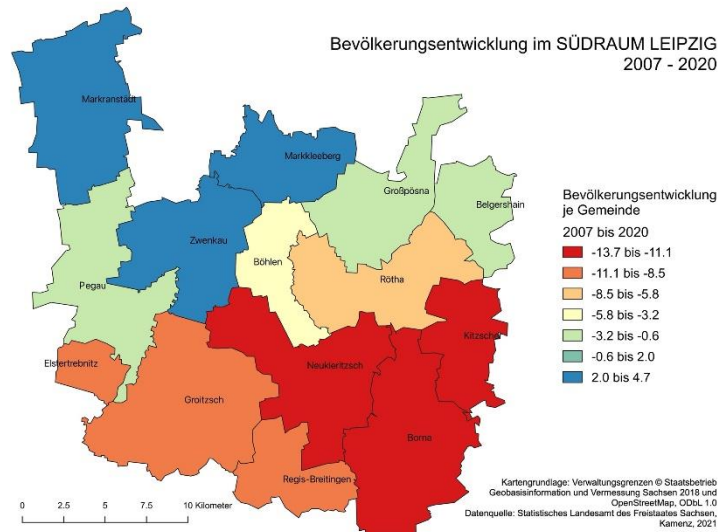 Bevölkerungsentwicklung im SÜDRAUM LEIPZIG
2007 - 2020
Markranstädt
Markkleeberg
Großpösna
Belgershain
Zwenkau
Böhlen
Pegau
Rötha
Kitzscher
Elstertrebnitz
Neukieritzsch
Groitzsch
Borna
Regis-Breitingen
Bevölkerungsentwicklung
je Gemeinde
2007 bis 2020
-13.7 bis -11.1
-11.1 bis -8.5
-8.5 bis -5.8
-5.8 bis -3.2
-3.2 bis -0.6
-0.6 bis 2.0
2.0 bis 4.7
0 2.5 5 7.5 10 Kilometer
Kartengrundlage: Verwaltungsgrenzen © Staatsbetrieb
Geobasisinformation und Vermessung Sachsen 2018 und
OpenStreetMap, ODbL 1.0
Datenquelle: Statistisches Landesamt des Freistaates Sachsen,
Kamenz, 2021